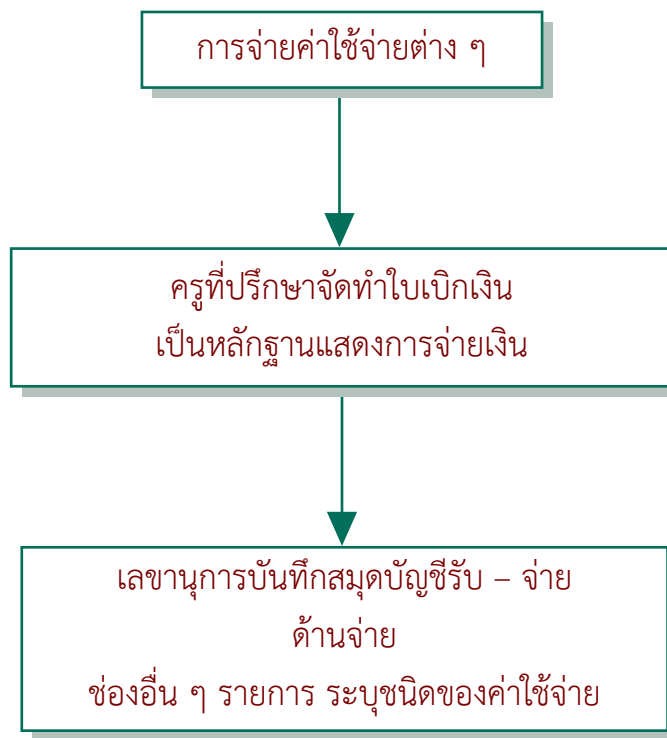 การจ่ายค่าใช้จ่ายต่าง ๆ
ครูที่ปรึกษาจัดทำใบเบิกเงิน
เป็นหลักฐานแสดงการจ่ายเงิน
เลขานุการบันทึกสมุดบัญชีรับ – จ่าย
ด้านจ่าย
ช่องอื่น ๆ รายการ ระบุชนิดของค่าใช้จ่าย